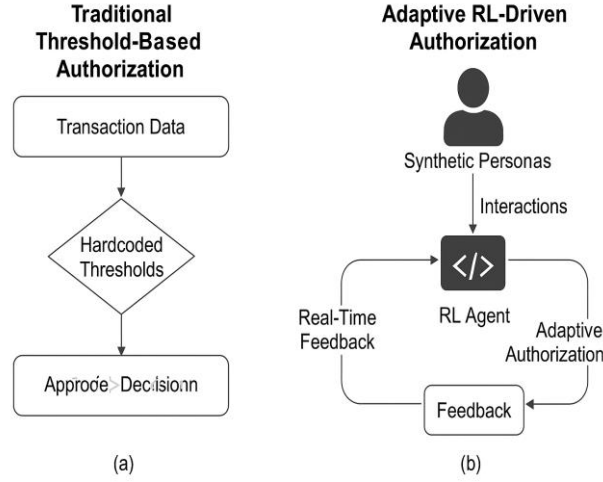 Traditional
Threshold-Based
Authorization
Transaction Data
Hardcoded
Thresholds
(a)
Adaptive RL-Driven
Authorization
Synthetic Personas
Interactions
</>
RL Agent
Real-Time
Feedback
Adaptive
Authorization
Feedback
(b)